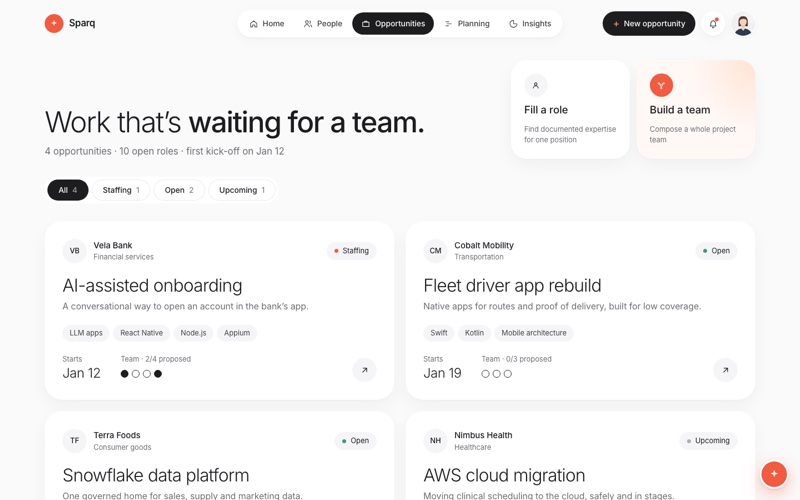 Sparq
Home
People
Opportunities
Planning
Insights
New opportunity
Work that's waiting for a team.
4 opportunities · 10 open roles · first kick-off on Jan 12
Fill a role
Find documented expertise
for one position
Build a team
Compose a whole project
team
All 4
Staffing 1
Open 2
Upcoming 1
VB
Vela Bank
Financial services
Staffing
AI-assisted onboarding
A conversational way to open an account in the bank's app.
LLM apps
React Native
Node.js
Appium
Starts
Jan 12
Team · 2/4 proposed
CM
Cobalt Mobility
Transportation
Open
Fleet driver app rebuild
Native apps for routes and proof of delivery, built for low coverage.
Swift
Kotlin
Mobile architecture
Starts
Jan 19
Team · 0/3 proposed
TF
Terra Foods
Consumer goods
Open
Snowflake data platform
One governed home for sales, supply and marketing data.
NH
Nimbus Health
Healthcare
Upcoming
AWS cloud migration
Moving clinical scheduling to the cloud, safely and in stages.